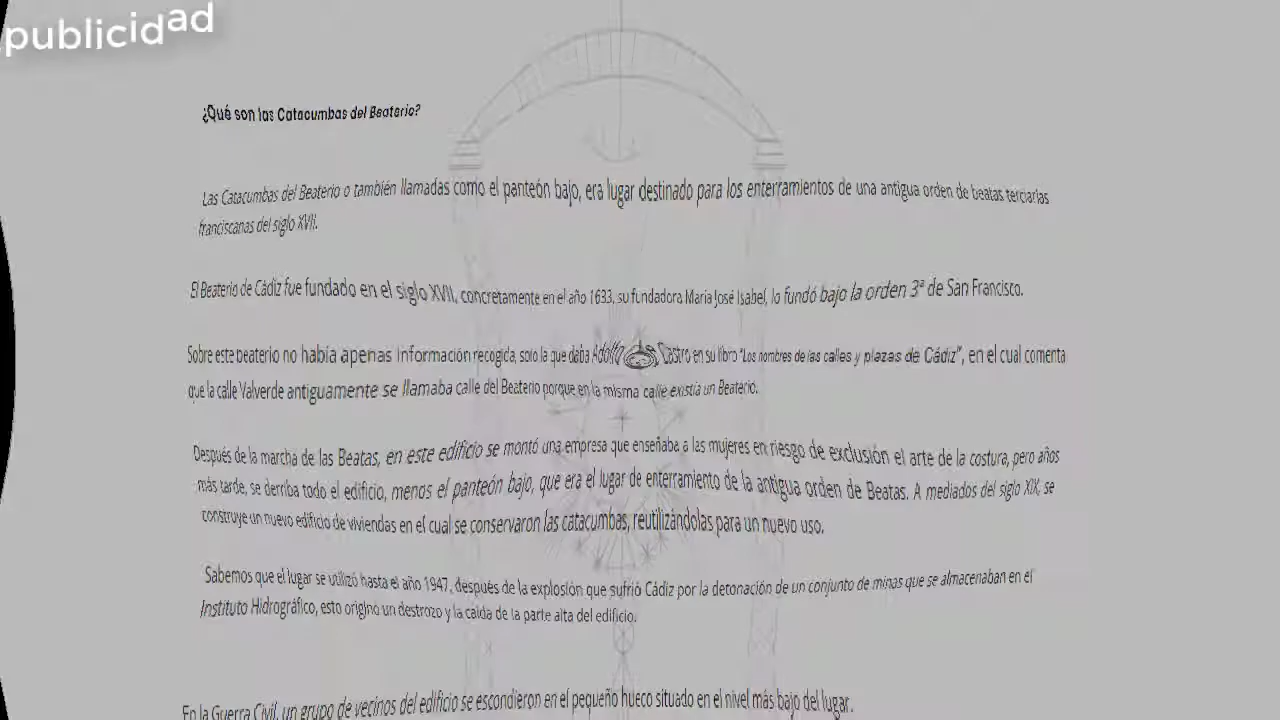 publicidad
¿Qué son las Catacumbas del Beaterio?
Las Catacumbas del Beaterio o también llamadas como el panteón bajo, era lugar destinado para los enterramientos de una antigua orden de beatas terciarias
franciscanas del siglo XVII.
El Beaterio de Cádiz fue fundado en el siglo XVII, concretamente en el año 1633, su fundadora Maria José Isabel, lo fundó bajo la orden 3ª de San Francisco.
Sobre este beaterio no había apenas información recogida, solo la que daba Adolfo Castro en su libro "Los nombres de las calles y plazas de Cádiz", en el cual comenta
que la calle Valverde antiguamente se llamaba calle del Beaterio porque en la misma calle existía un Beaterio.
Después de la marcha de las Beatas, en este edificio se montó una empresa que enseñaba a las mujeres en riesgo de exclusión el arte de la costura, pero años
más tarde, se derriba todo el edificio, menos el panteón bajo, que era el lugar de enterramiento de la antigua orden de Beatas. A mediados del siglo XIX, se
construye un nuevo edificio de viviendas en el cual se conservaron las catacumbas, reutilizándolas para un nuevo uso.
Sabemos que el lugar se utilizó hasta el año 1947, después de la explosión que sufrió Cádiz por la detonación de un conjunto de minas que se almacenaban en el
Instituto Hidrográfico, esto originó un destrozo y la caída de la parte alta del edificio.
En la Guerra Civil, un grupo de vecinos del edificio se escondieron en el pequeño hueco situado en el nivel más bajo del lugar.